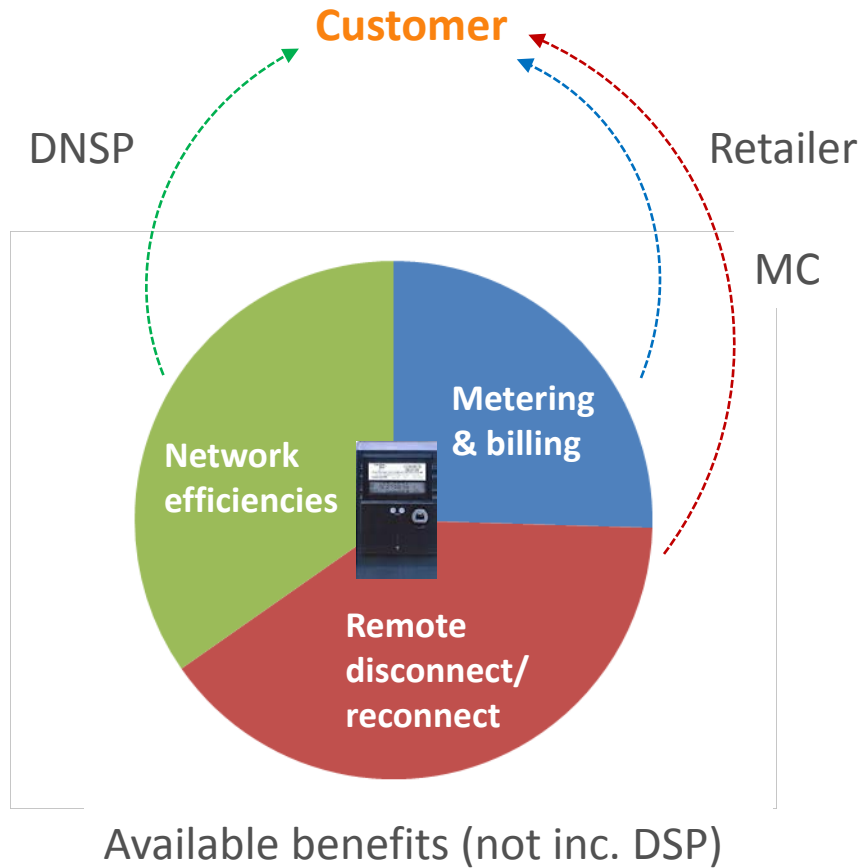 Customer
DNSP
Retailer
MC
Metering
& billing
Network
efficiencies
Remote
disconnect/
reconnect
Available benefits (not inc. DSP)